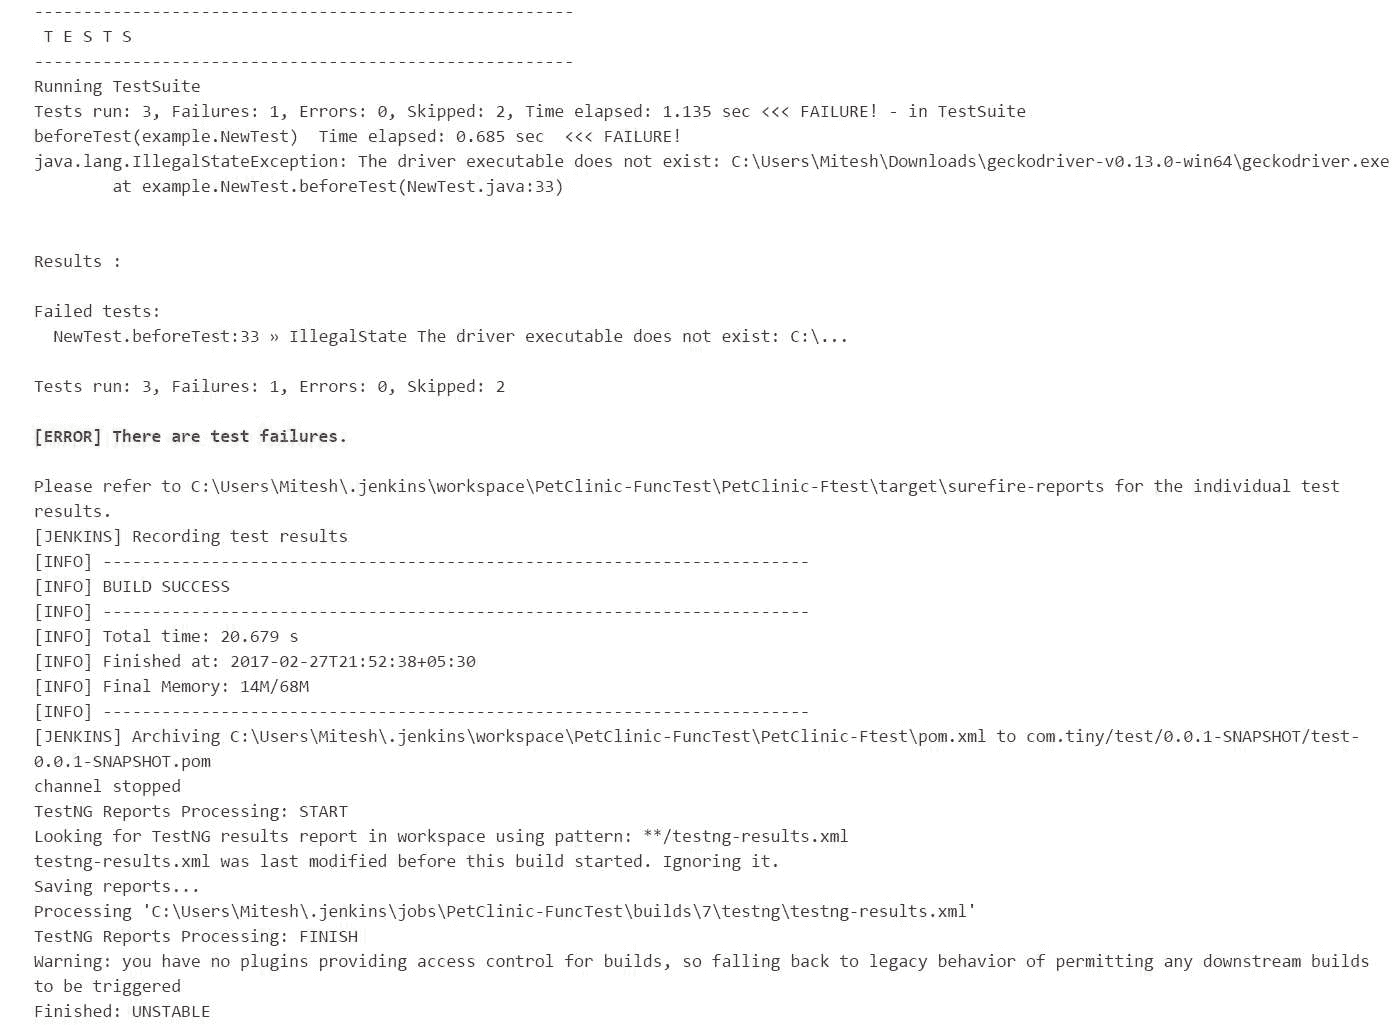 -------------------------------------------------------
T E S T S
-------------------------------------------------------
Running TestSuite
Tests run: 3, Failures: 1, Errors: 0, Skipped: 2, Time elapsed: 1.135 sec <<< FAILURE! - in TestSuite
beforeTest(example.NewTest)  Time elapsed: 0.685 sec  <<< FAILURE!
java.lang.IllegalStateException: The driver executable does not exist: C:\Users\Mitesh\Downloads\geckodriver-v0.13.0-win64\geckodriver.exe
at example.NewTest.beforeTest(NewTest.java:33)
Results :
Failed tests:
NewTest.beforeTest:33 » IllegalState The driver executable does not exist: C:\...
Tests run: 3, Failures: 1, Errors: 0, Skipped: 2
[ERROR] There are test failures.
Please refer to C:\Users\Mitesh\.jenkins\workspace\PetClinic-FuncTest\PetClinic-Ftest\target\surefire-reports for the individual test
results.
[JENKINS] Recording test results
[INFO] ------------------------------------------------------------------------
[INFO] BUILD SUCCESS
[INFO] ------------------------------------------------------------------------
[INFO] Total time: 20.679 s
[INFO] Finished at: 2017-02-27T21:52:38+05:30
[INFO] Final Memory: 14M/68M
[INFO] ------------------------------------------------------------------------
[JENKINS] Archiving C:\Users\Mitesh\.jenkins\workspace\PetClinic-FuncTest\PetClinic-Ftest\pom.xml to com.tiny/test/0.0.1-SNAPSHOT/test-
0.0.1-SNAPSHOT.pom
channel stopped
TestNG Reports Processing: START
Looking for TestNG results report in workspace using pattern: **/testng-results.xml
testng-results.xml was last modified before this build started. Ignoring it.
Saving reports...
Processing 'C:\Users\Mitesh\.jenkins\jobs\PetClinic-FuncTest\builds\7\testng\testng-results.xml'
TestNG Reports Processing: FINISH
Warning: you have no plugins providing access control for builds, so falling back to legacy behavior of permitting any downstream builds
to be triggered
Finished: UNSTABLE